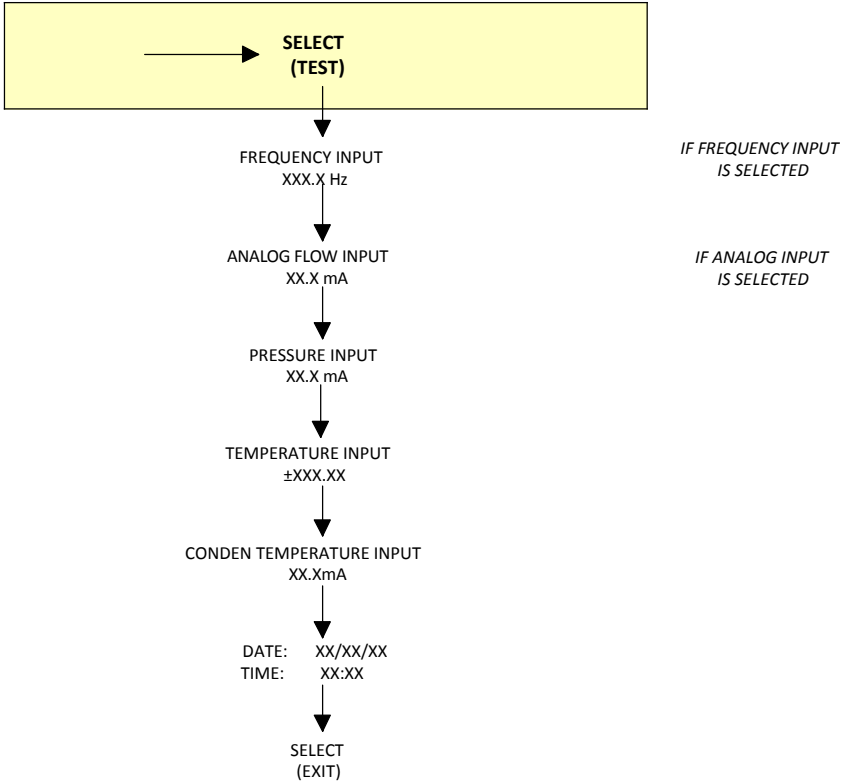 SELECT
(TEST)
FREQUENCY INPUT
XXX.X Hz
IF FREQUENCY INPUT
IS SELECTED
ANALOG FLOW INPUT
XX.X mA
IF ANALOG INPUT
IS SELECTED
PRESSURE INPUT
XX.X mA
TEMPERATURE INPUT
±XXX.XX
CONDEN TEMPERATURE INPUT
XX.XmA
DATE: XX/XX/XX
TIME: XX:XX
SELECT
(EXIT)